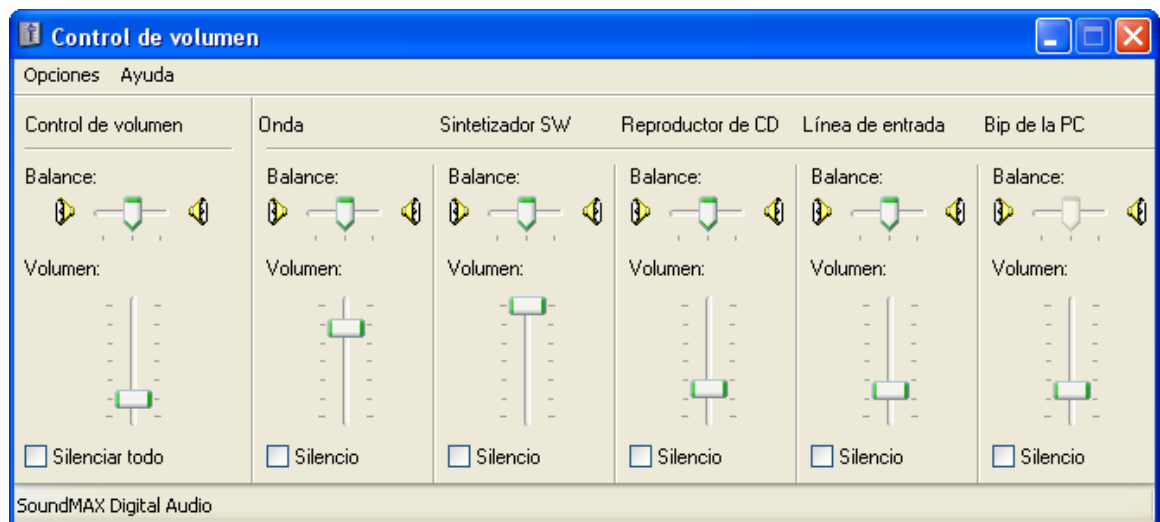 Control de volumen
Opciones Ayuda
Control de volumen Onda Sintetizador SW Reproductor de CD Línea de entrada Bip de la PC
Balance: Balance: Balance: Balance: Balance: Balance:
Volumen: Volumen: Volumen: Volumen: Volumen: Volumen:
Silenciar todo Silencio Silencio Silencio Silencio Silencio
SoundMAX Digital Audio